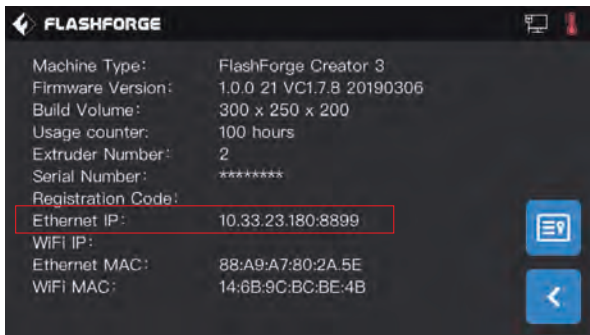 FLASHFORGE
Machine Type: FlashForge Creator 3
Firmware Version: 1.0.0 21 VC1.7.8 20190306
Build Volume: 300 x 250 x 200
Usage counter: 100 hours
Extruder Number: 2
Serial Number: ********
Registration Code:
Ethernet IP: 10.33.23.180:8899
WiFi IP:
Ethernet MAC: 88:A9:A7:80:2A:5E
WiFi MAC: 14:6B:9C:BC:BE:4B